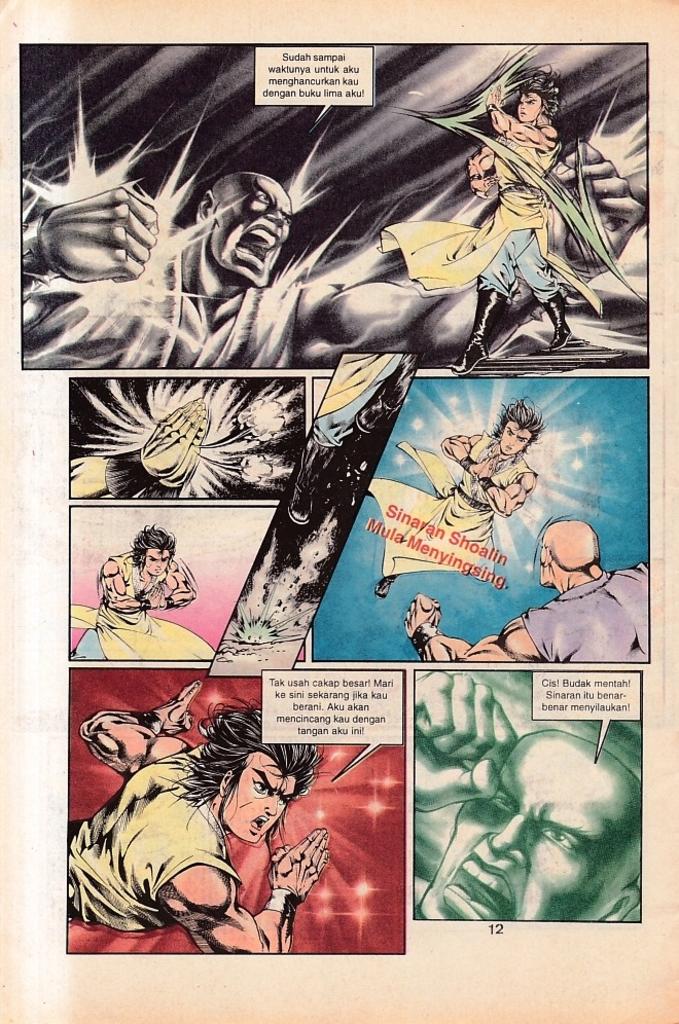 Sudah sampai
waktunya untuk aku
menghancurkan kau
dengan buku lima aku!
Sinaran Shoalin
Mula Menyingsing.
Tak usah cakap besar! Mari
ke sini sekarang jika kau
berani. Aku akan
mencincang kau dengan
tangan aku ini!
Cis! Budak mentah!
Sinaran itu benar-
benar menyilaukan!
12